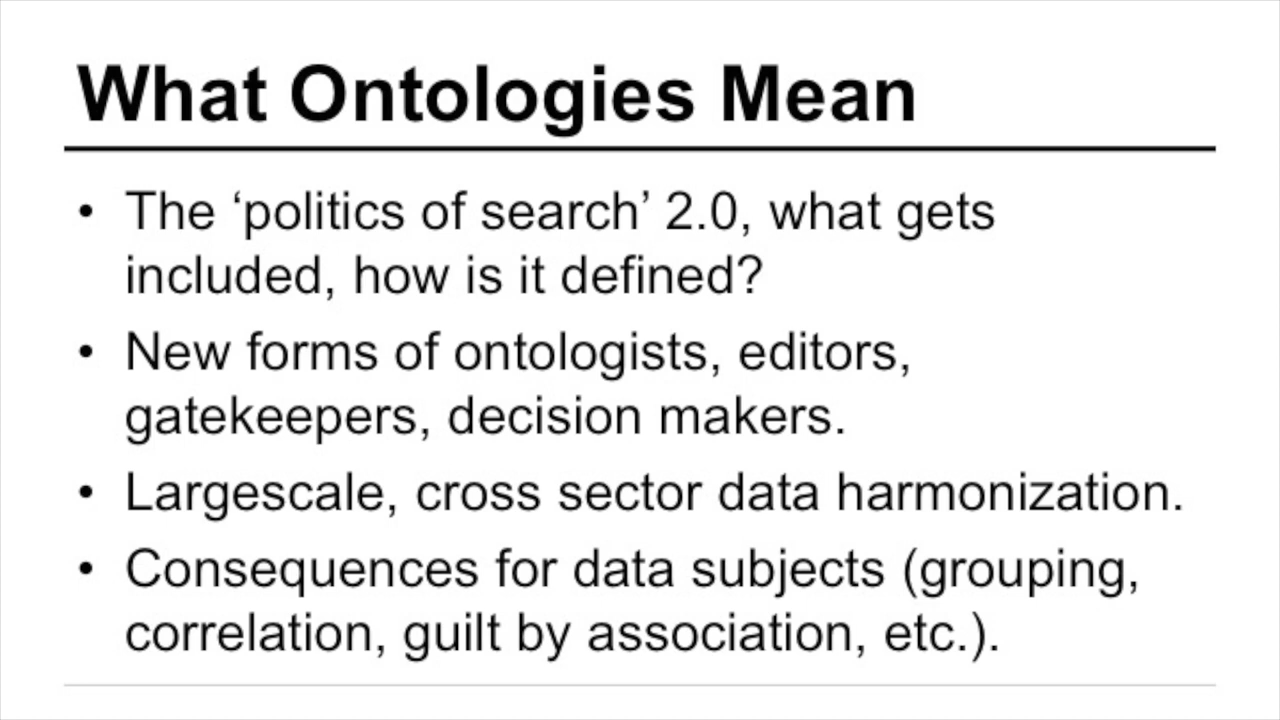 What Ontologies Mean
• The ‘politics of search’ 2.0, what gets
included, how is it defined?
• New forms of ontologists, editors,
gatekeepers, decision makers.
• Largescale, cross sector data harmonization.
• Consequences for data subjects (grouping,
correlation, guilt by association, etc.).